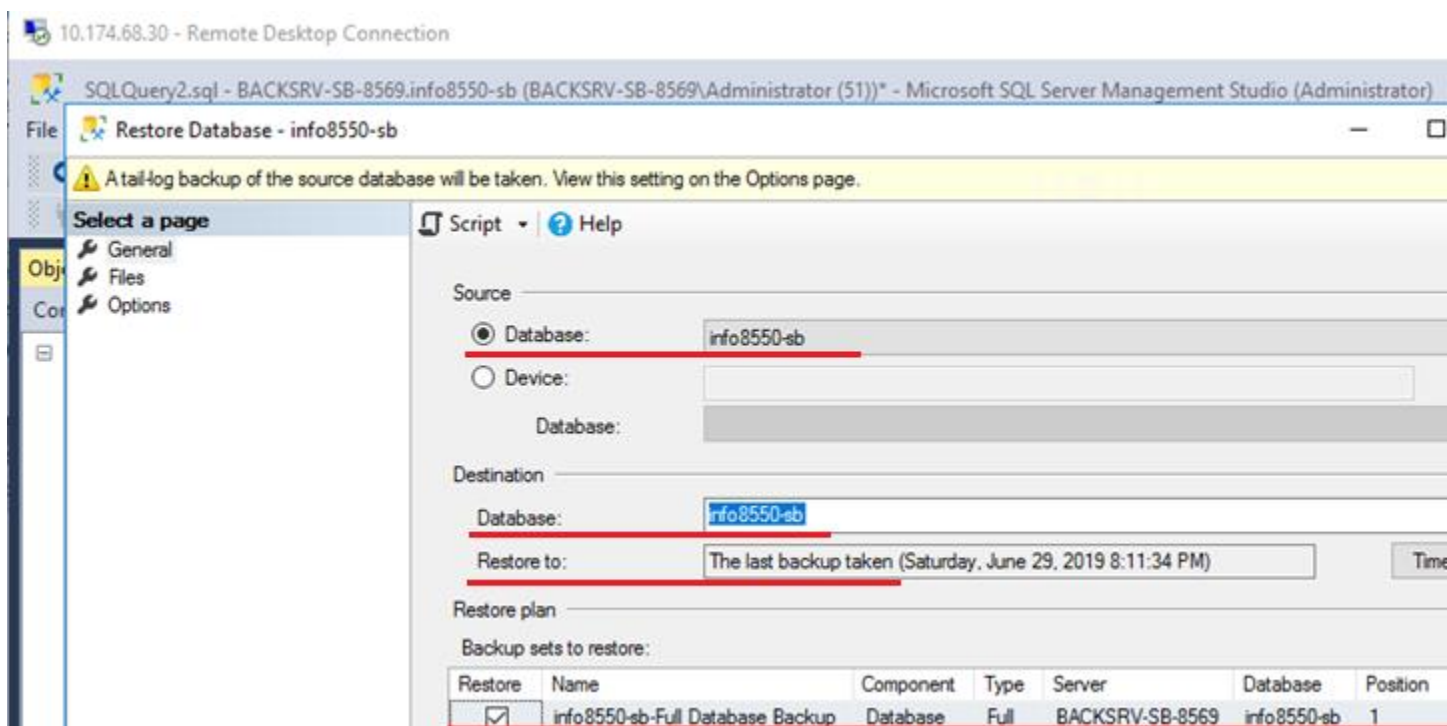 10.174.68.30 - Remote Desktop Connection
SQLQuery2.sql - BACKSRV-SB-8569.info8550-sb (BACKSRV-SB-8569\Administrator (51))* - Microsoft SQL Server Management Studio (Administrator)
File
Restore Database - info8550-sb
A tail-log backup of the source database will be taken. View this setting on the Options page.
Select a page
Script Help
General
Files
Options
Source
Database: info8550-sb
Device:
Database:
Destination
Database: info8550-sb
Restore to: The last backup taken (Saturday, June 29, 2019 8:11:34 PM) Time
Restore plan
Backup sets to restore:
Restore Name Component Type Server Database Position
info8550-sb-Full Database Backup Database Full BACKSRV-SB-8569 info8550-sb 1